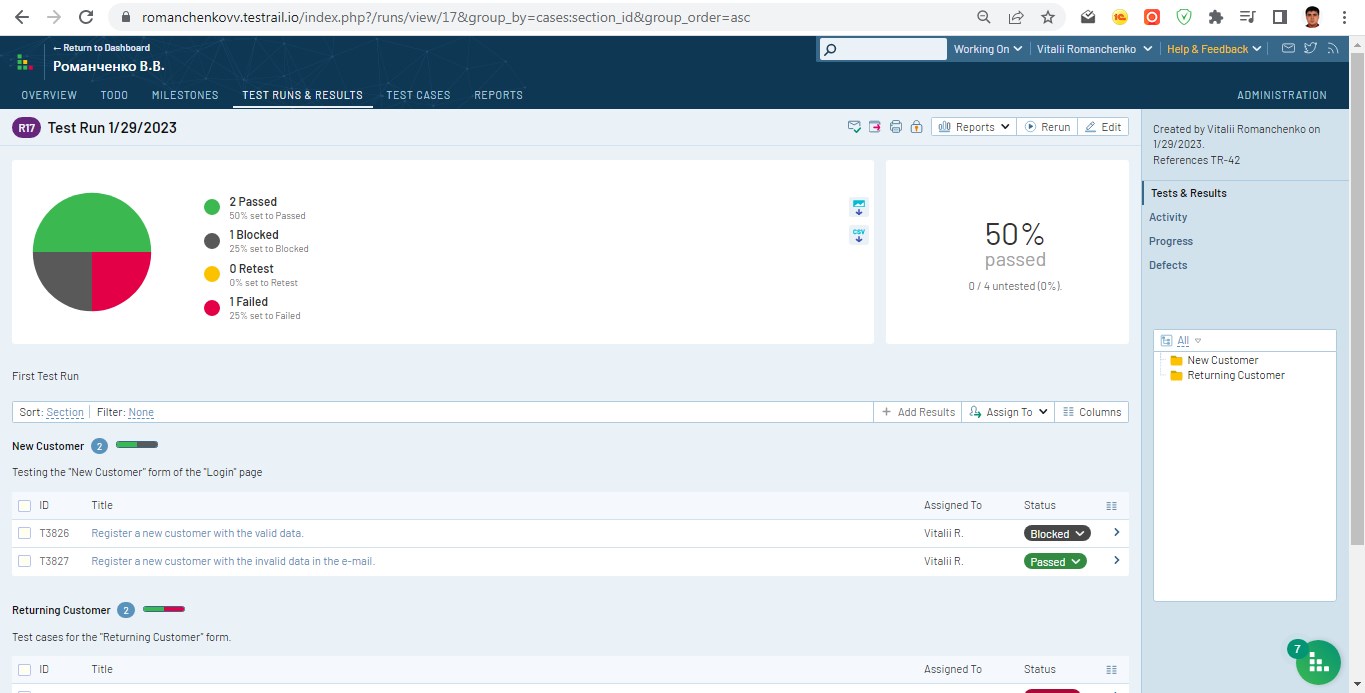 romanchenkovv.testrail.io/index.php?/runs/view/17&group_by=cases:section_id&group_order=asc
← Return to Dashboard
Романченко В.В.
Working On
Vitalii Romanchenko
Help & Feedback
OVERVIEW
TODO
MILESTONES
TEST RUNS & RESULTS
TEST CASES
REPORTS
ADMINISTRATION
R17 Test Run 1/29/2023
Reports
Rerun
Edit
2 Passed
50% set to Passed
1 Blocked
25% set to Blocked
0 Retest
0% set to Retest
1 Failed
25% set to Failed
CSV
50%
passed
0 / 4 untested (0%).
Created by Vitalii Romanchenko on
1/29/2023.
References TR-42
Tests & Results
Activity
Progress
Defects
All
New Customer
Returning Customer
First Test Run
Sort: Section
Filter: None
+ Add Results
Assign To
Columns
New Customer 2
Testing the "New Customer" form of the "Login" page
ID Title Assigned To Status
T3826 Register a new customer with the valid data. Vitalii R. Blocked
T3827 Register a new customer with the invalid data in the e-mail. Vitalii R. Passed
Returning Customer 2
Test cases for the "Returning Customer" form.
ID Title Assigned To Status
7